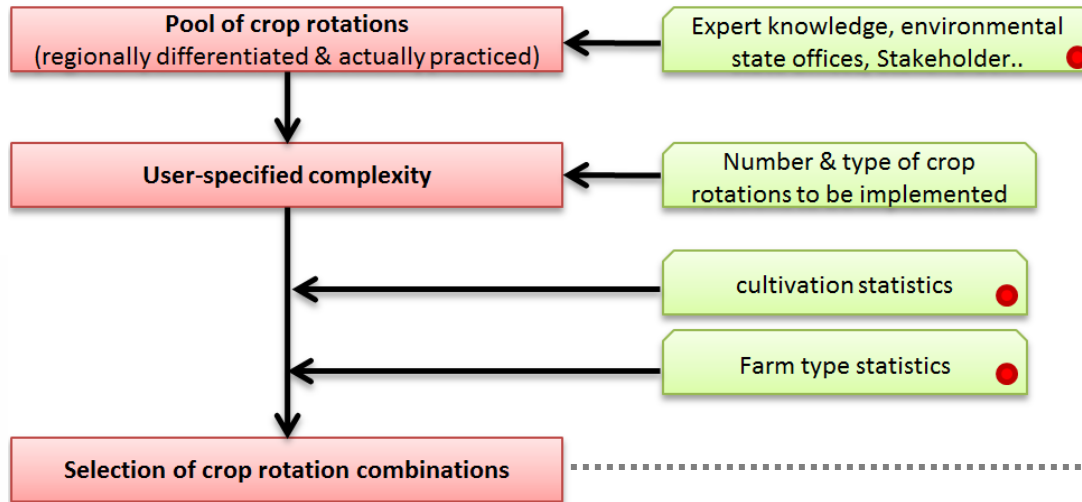 Pool of crop rotations
(regionally differentiated & actually practiced)
Expert knowledge, environmental
state offices, Stakeholder..
User-specified complexity
Number & type of crop
rotations to be implemented
cultivation statistics
Farm type statistics
Selection of crop rotation combinations